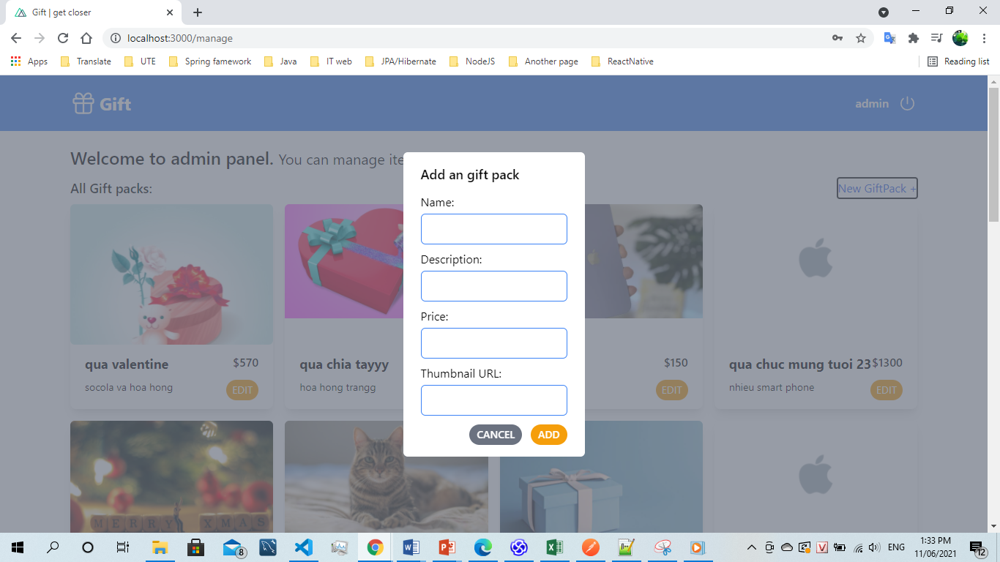 Gift | get closer
localhost:3000/manage
Apps Translate UTE Spring famework Java IT web JPA/Hibernate NodeJS Another page ReactNative Reading list
Gift admin
Welcome to admin panel. You can manage ite
All Gift packs: New GiftPack +
Add an gift pack
Name:
Description:
Price:
Thumbnail URL:
CANCEL ADD
qua valentine $570
socola va hoa hong EDIT
qua chia tayyy
hoa hong trangg
$150
EDIT
qua chuc mung tuoi 23 $1300
nhieu smart phone EDIT
MERRY XMAS
8
ENG
1:33 PM
11/06/2021
12